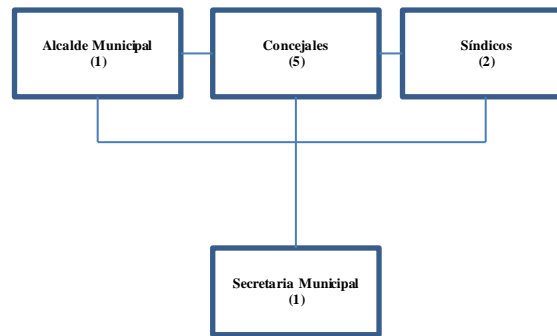 Alcalde Municipal
(1)
Concejales
(5)
Síndicos
(2)
Secretaria Municipal
(1)